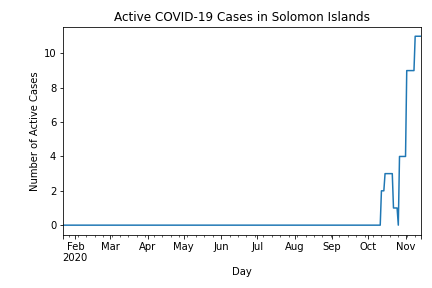 Active COVID-19 Cases in Solomon Islands
Number of Active Cases
10
8
6
4
2
0
Feb Mar Apr May Jun Jul Aug Sep Oct Nov
2020
Day